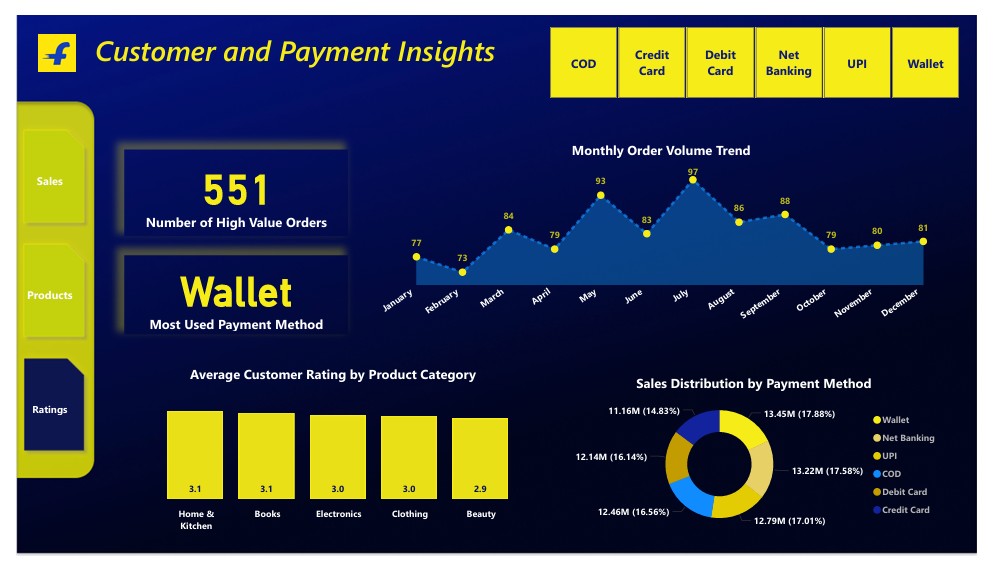 Customer and Payment Insights
COD
Credit
Card
Debit
Card
Net
Banking
UPI
Wallet
Sales
Products
Ratings
551
Number of High Value Orders
Wallet
Most Used Payment Method
Monthly Order Volume Trend
77
73
84
79
93
83
97
86
88
79
80
81
January
February
March
April
May
June
July
August
September
October
November
December
Average Customer Rating by Product Category
3.1
3.1
3.0
3.0
2.9
Home &
Kitchen
Books
Electronics
Clothing
Beauty
Sales Distribution by Payment Method
11.16M (14.83%)
13.45M (17.88%)
12.14M (16.14%)
13.22M (17.58%)
12.46M (16.56%)
12.79M (17.01%)
Wallet
Net Banking
UPI
COD
Debit Card
Credit Card